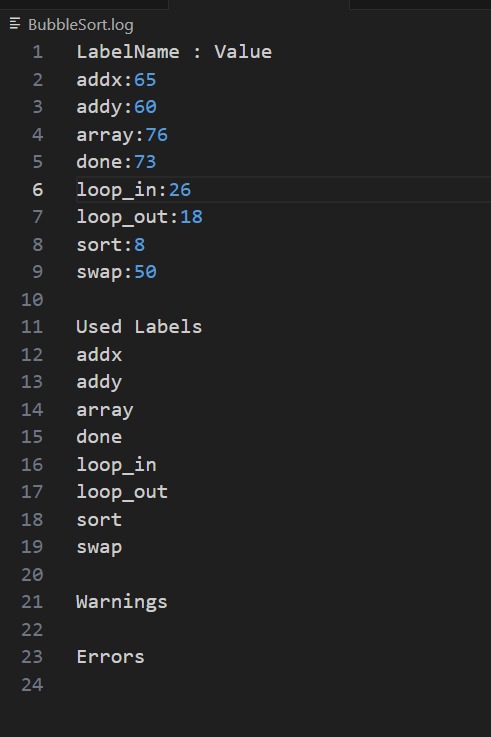 BubbleSort.log
1 LabelName : Value
2 addx:65
3 addy:60
4 array:76
5 done:73
6 loop_in:26
7 loop_out:18
8 sort:8
9 swap:50
10
11 Used Labels
12 addx
13 addy
14 array
15 done
16 loop_in
17 loop_out
18 sort
19 swap
20
21 Warnings
22
23 Errors
24